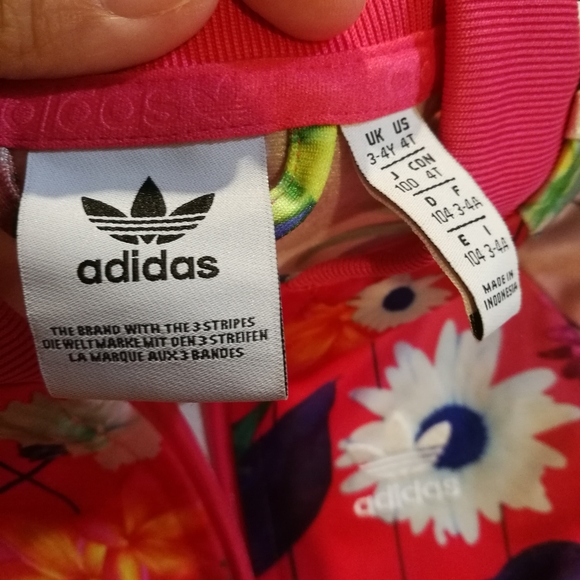 adidas
THE BRAND WITH THE 3 STRIPES
DIE WELTMARKE MIT DEN 3 STREIFEN
LA MARQUE AUX 3 BANDES
UK US
3-4Y 4T
J CDN
100 4T
D F
104 3-4A
E I
104 3-4A
MADE IN
INDONESIA
adidas